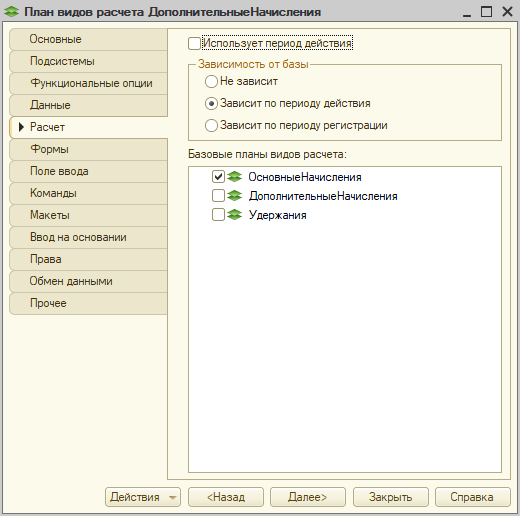 План видов расчета ДополнительныеНачисления
Основные
Подсистемы
Функциональные опции
Данные
Расчет
Формы
Поле ввода
Команды
Макеты
Ввод на основании
Права
Обмен данными
Прочее
Использует период действия
Зависимость от базы
Не зависит
Зависит по периоду действия
Зависит по периоду регистрации
Базовые планы видов расчета:
ОсновныеНачисления
ДополнительныеНачисления
Удержания
Действия
<Назад
Далее>
Закрыть
Справка